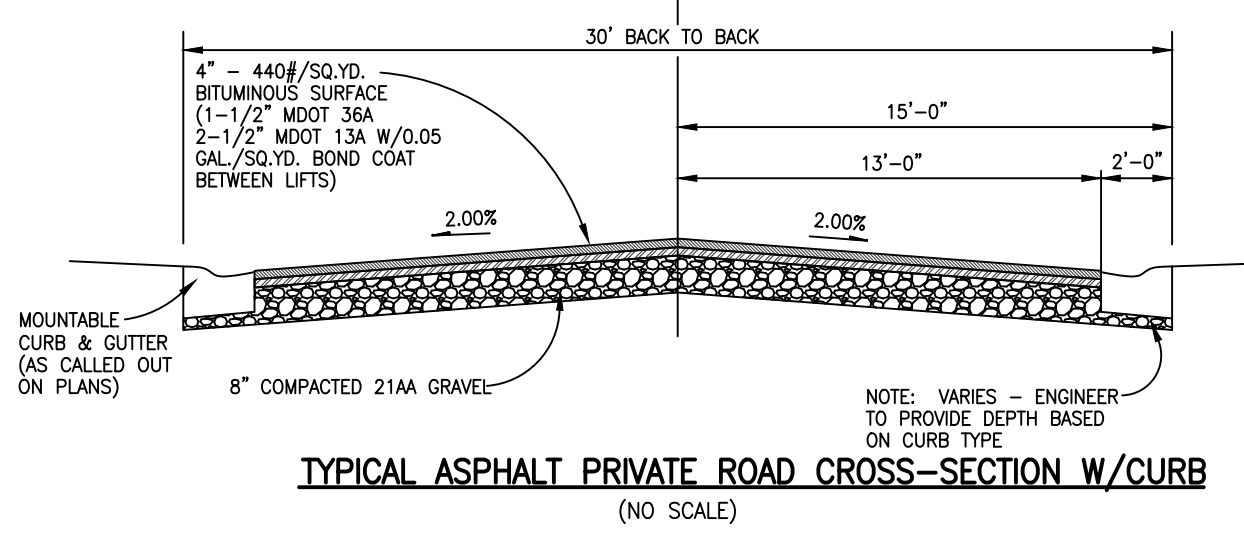 30' BACK TO BACK
4" - 440#/SQ.YD.
BITUMINOUS SURFACE
(1-1/2" MDOT 36A
2-1/2" MDOT 13A W/0.05
GAL./SQ.YD. BOND COAT
BETWEEN LIFTS)
15'-0"
13'-0"
2'-0"
2.00%
2.00%
MOUNTABLE
CURB & GUTTER
(AS CALLED OUT
ON PLANS)
8" COMPACTED 21AA GRAVEL
NOTE: VARIES - ENGINEER
TO PROVIDE DEPTH BASED
ON CURB TYPE
TYPICAL ASPHALT PRIVATE ROAD CROSS-SECTION W/CURB
(NO SCALE)